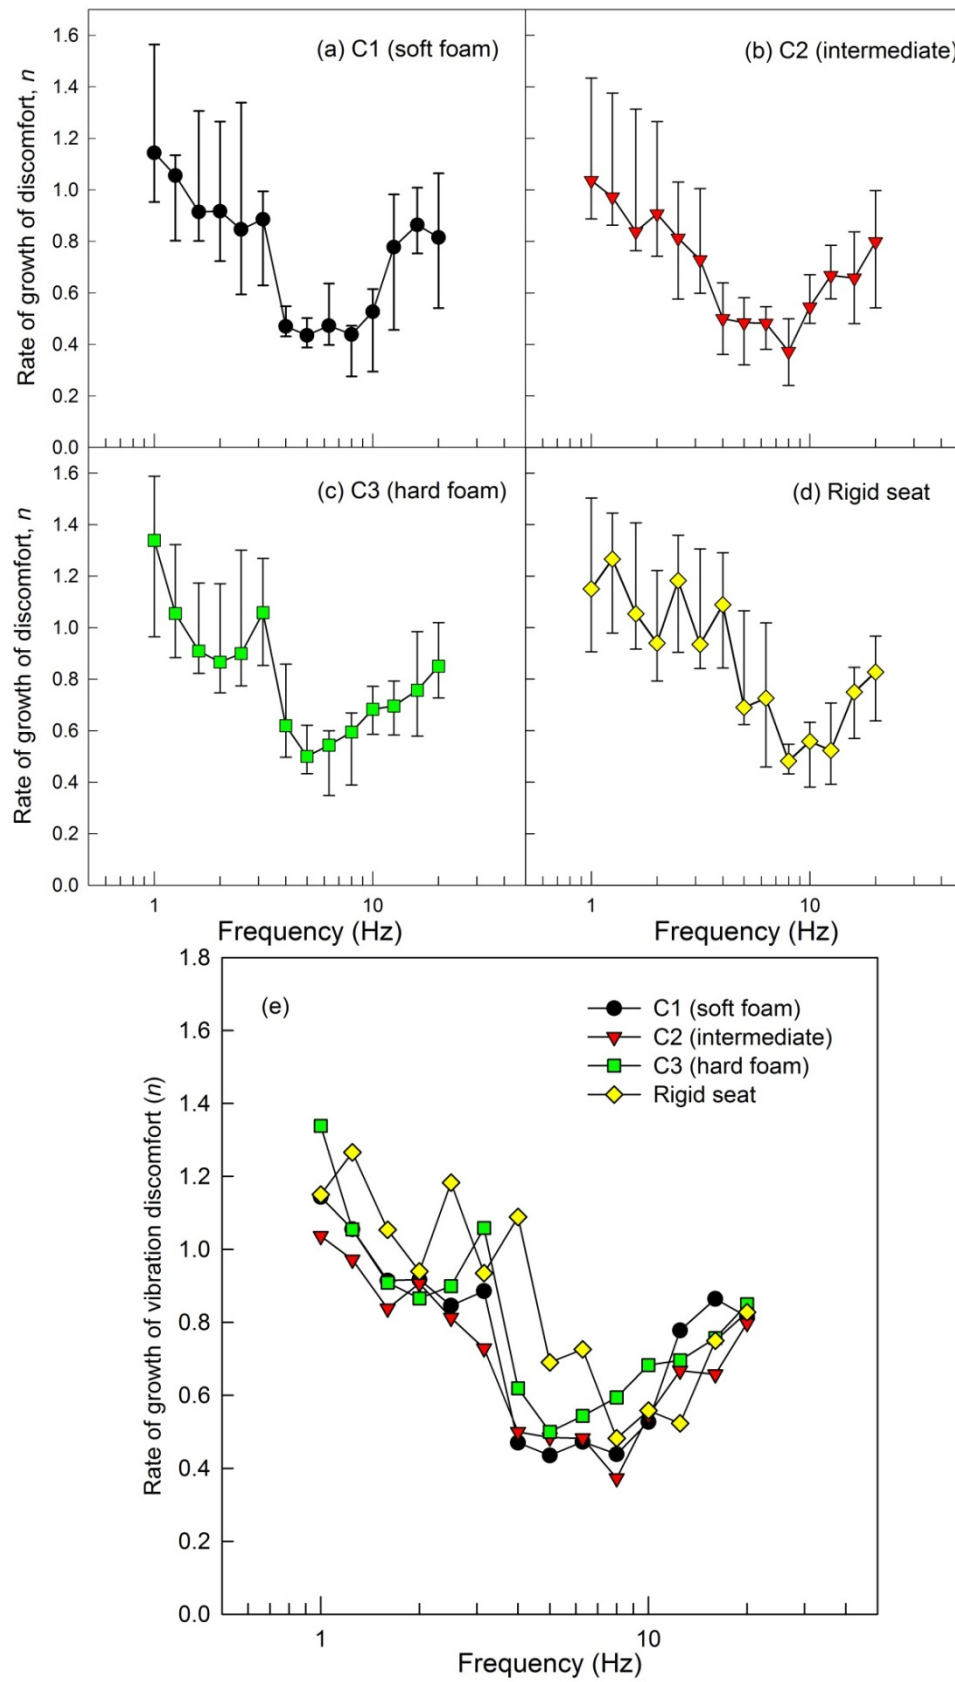 (a) C1 (soft foam)
(b) C2 (intermediate)
Rate of growth of discomfort, n
1.6
1.4
1.2
1.0
0.8
0.6
0.4
0.2
0.0
(c) C3 (hard foam)
(d) Rigid seat
Rate of growth of discomfort, n
1.6
1.4
1.2
1.0
0.8
0.6
0.4
0.2
0.0
1 10
1 10
Frequency (Hz)
Frequency (Hz)
(e)
C1 (soft foam)
C2 (intermediate)
C3 (hard foam)
Rigid seat
Rate of growth of vibration discomfort (n)
1.8
1.6
1.4
1.2
1.0
0.8
0.6
0.4
0.2
0.0
1 10
Frequency (Hz)